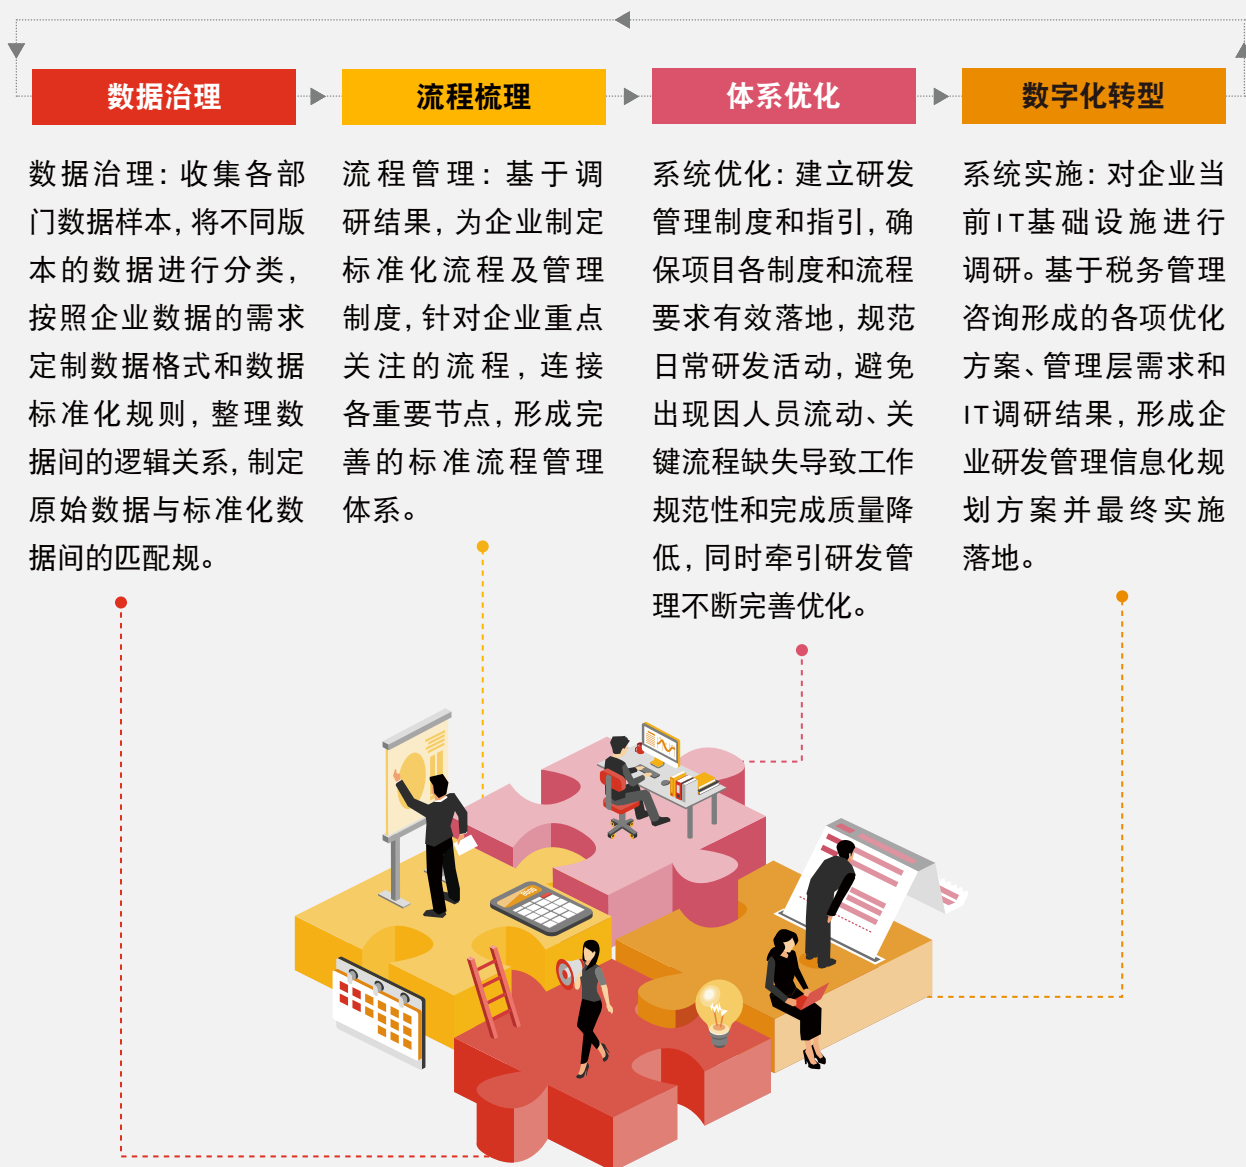 数据治理
流程梳理
体系优化
数字化转型
数据治理：收集各部
门数据样本，将不同版
本的数据进行分类，
按照企业数据的需求
定制数据格式和数据
标准化规则，整理数
据间的逻辑关系，制定
原始数据与标准化数
据间的匹配规。
流程管理：基于调
研结果，为企业制定
标准化流程及管理
制度，针对企业重点
关注的流程，连接
各重要节点，形成完
善的标准流程管理
体系。
系统优化：建立研发
管理制度和指引，确
保项目各制度和流程
要求有效落地，规范
日常研发活动，避免
出现因人员流动、关
键流程缺失导致工作
规范性和完成质量降
低，同时牵引研发管
理不断完善优化。
系统实施：对企业当
前IT基础设施进行
调研。基于税务管理
咨询形成的各项优化
方案、管理层需求和
IT调研结果，形成企
业研发管理信息化规
划方案并最终实施
落地。